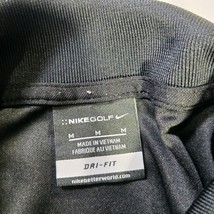 NIKEGOLF
M M M
MADE IN VIETNAM
FABRIQUÉ AU VIETNAM
DRI-FIT
nikebetterworld.com